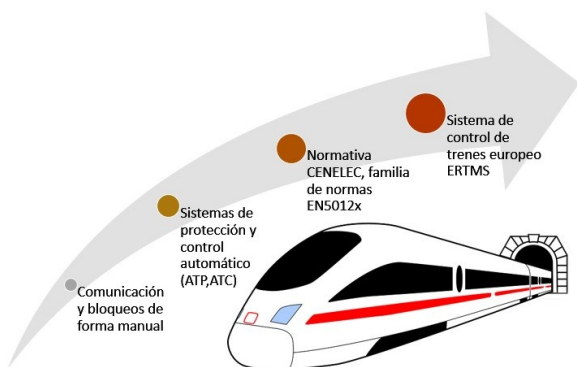 Comunicación
y bloqueos de
forma manual
Sistemas de
protección y
control
automático
(ATP,ATC)
Normativa
CENELEC, familia
de normas
EN5012x
Sistema de
control de
trenes europeo
ERTMS